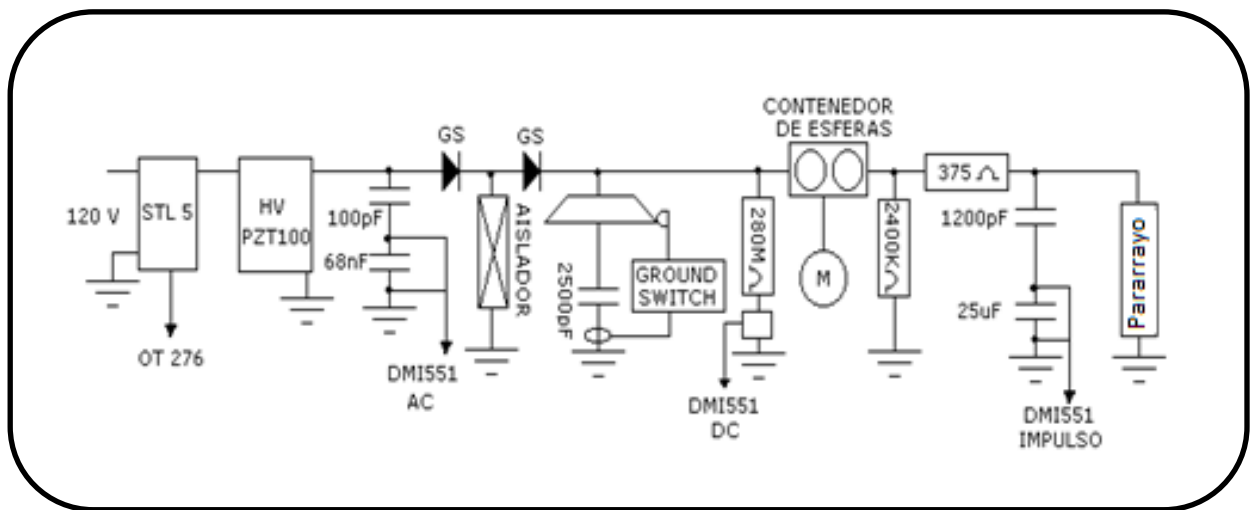 120 V
STL 5
OT 276
HV
PZT100
100pF
68nF
DMI551
AC
GS
AISLADOR
GS
2500pF
GROUND
SWITCH
280M
DMI551
DC
CONTENEDOR
DE ESFERAS
M
2400K
375
1200pF
25uF
DMI551
IMPULSO
Pararrayo